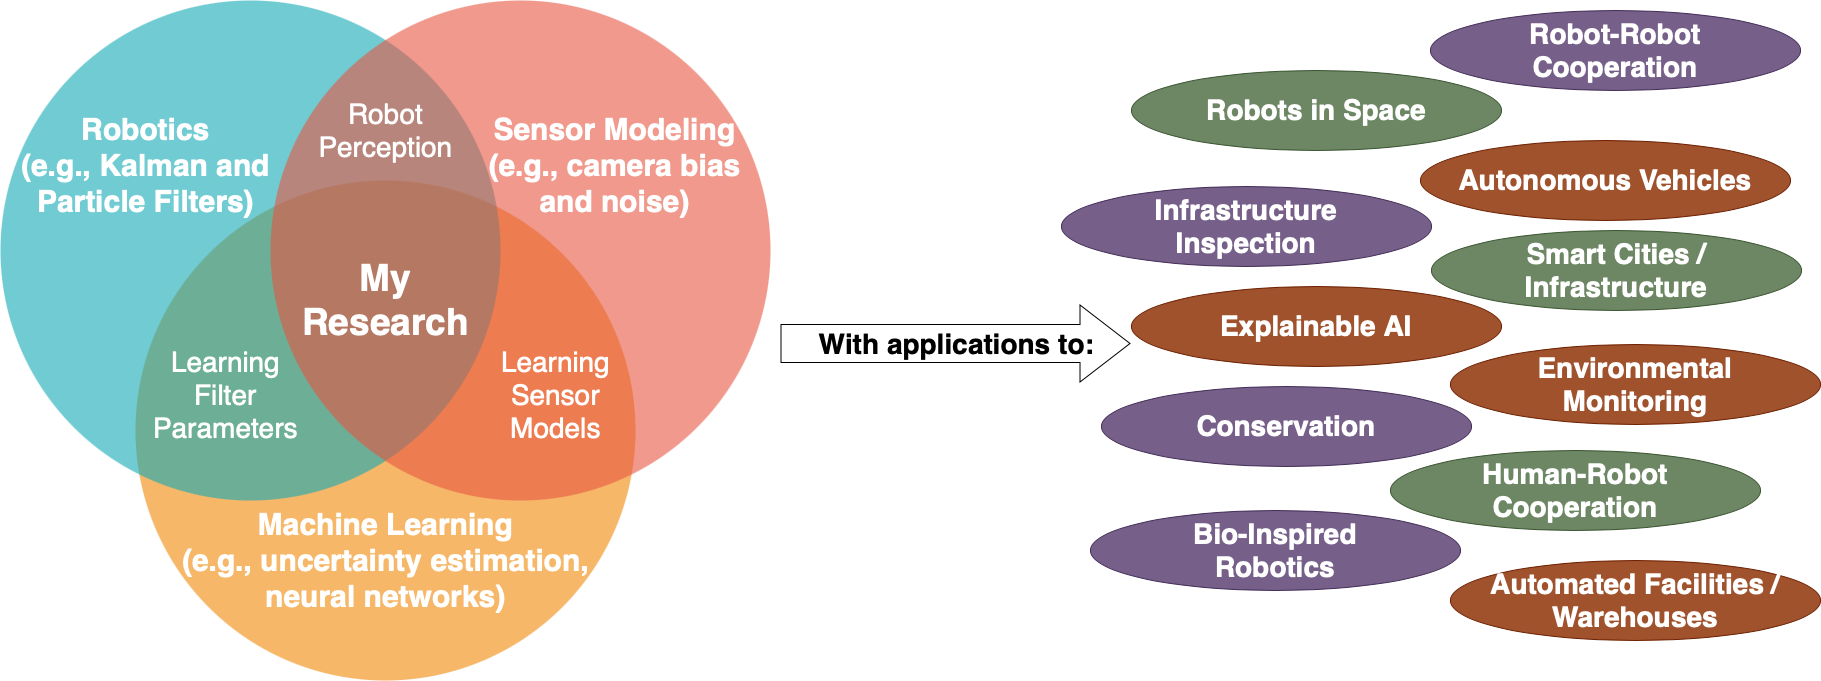 Robotics
(e.g., Kalman and
Particle Filters)
Robot
Perception
Sensor Modeling
(e.g., camera bias
and noise)
My
Research
Learning
Filter
Parameters
Learning
Sensor
Models
Machine Learning
(e.g., uncertainty estimation,
neural networks)
With applications to:
Robot-Robot
Cooperation
Robots in Space
Autonomous Vehicles
Infrastructure
Inspection
Smart Cities /
Infrastructure
Explainable AI
Environmental
Monitoring
Conservation
Human-Robot
Cooperation
Bio-Inspired
Robotics
Automated Facilities /
Warehouses